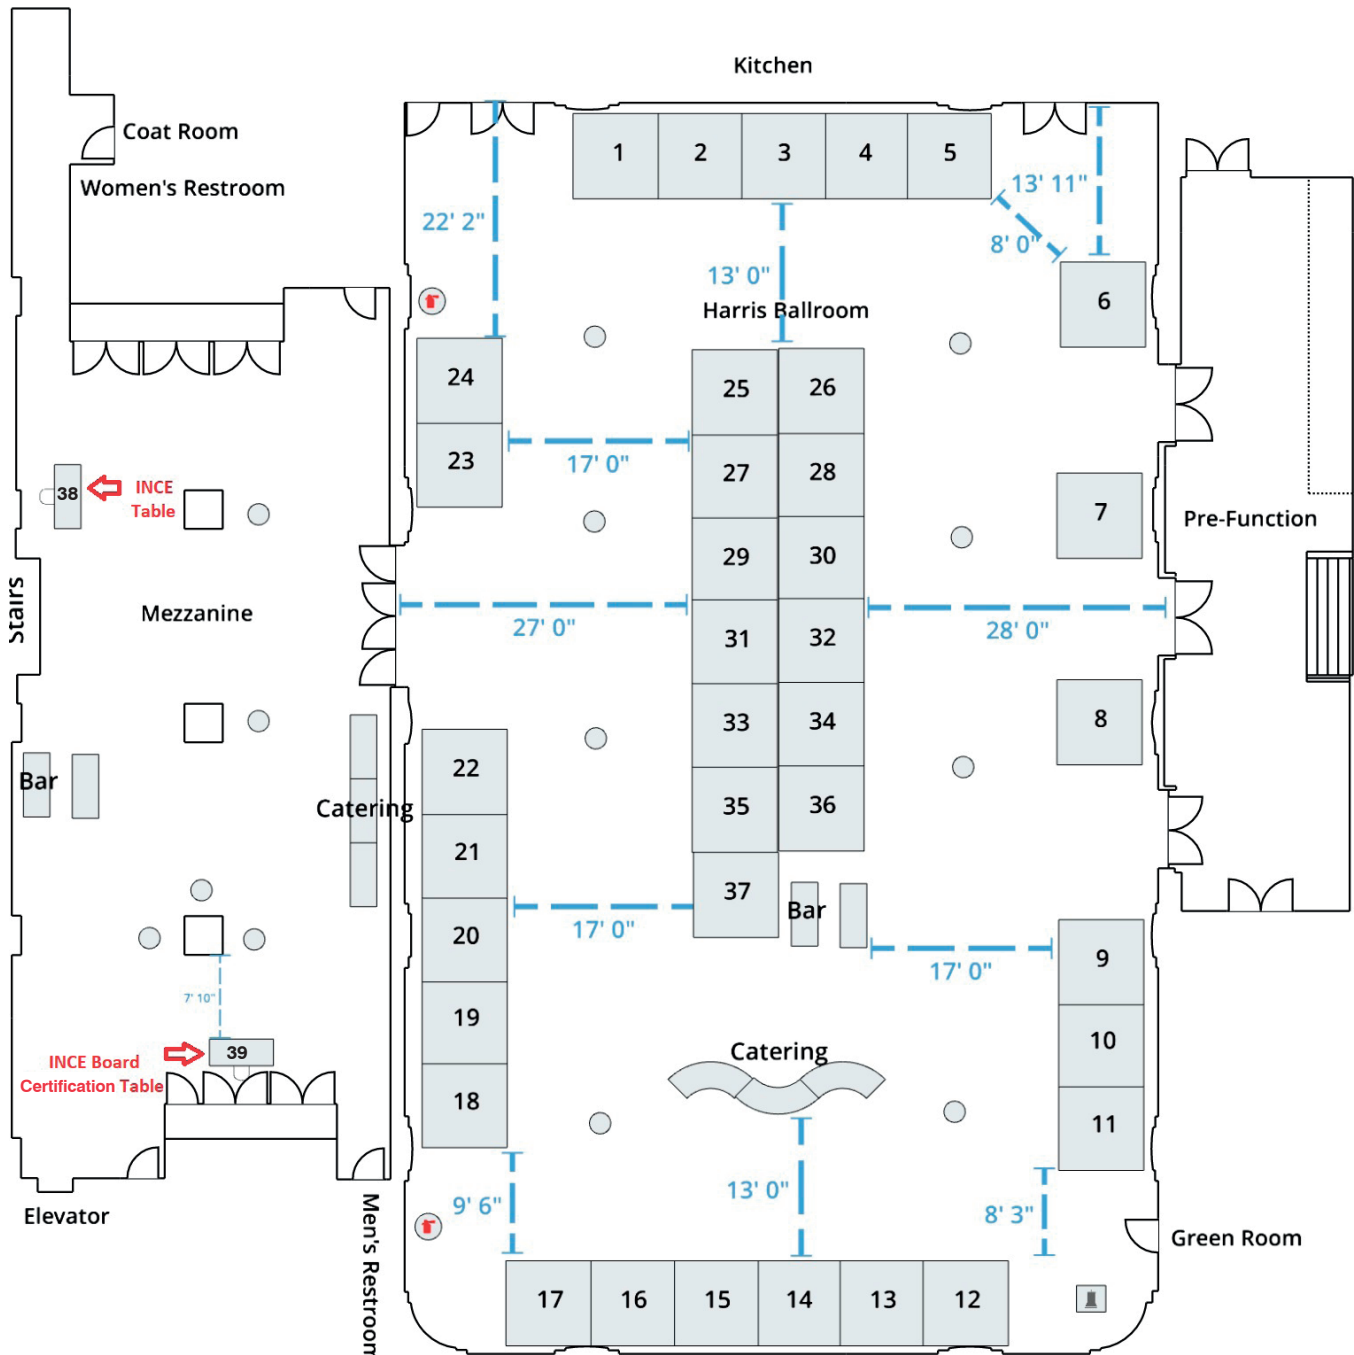 Kitchen
Coat Room
Women's Restroom
1 2 3 4 5
13' 11"
22' 2"
8' 0"
13' 0"
6
Harris Ballroom
24
25 26
23
17' 0"
27 28
38
INCE
Table
7
Pre-Function
29 30
Stairs
Mezzanine
27' 0"
28' 0"
31 32
33 34
8
22
Bar
Catering
35 36
21
37
Bar
20
17' 0"
9
17' 0"
7' 10"
19
10
39
INCE Board
Certification Table
Catering
18
11
9' 6"
13' 0"
8' 3"
Elevator
Men's Restroom
Green Room
17 16 15 14 13 12